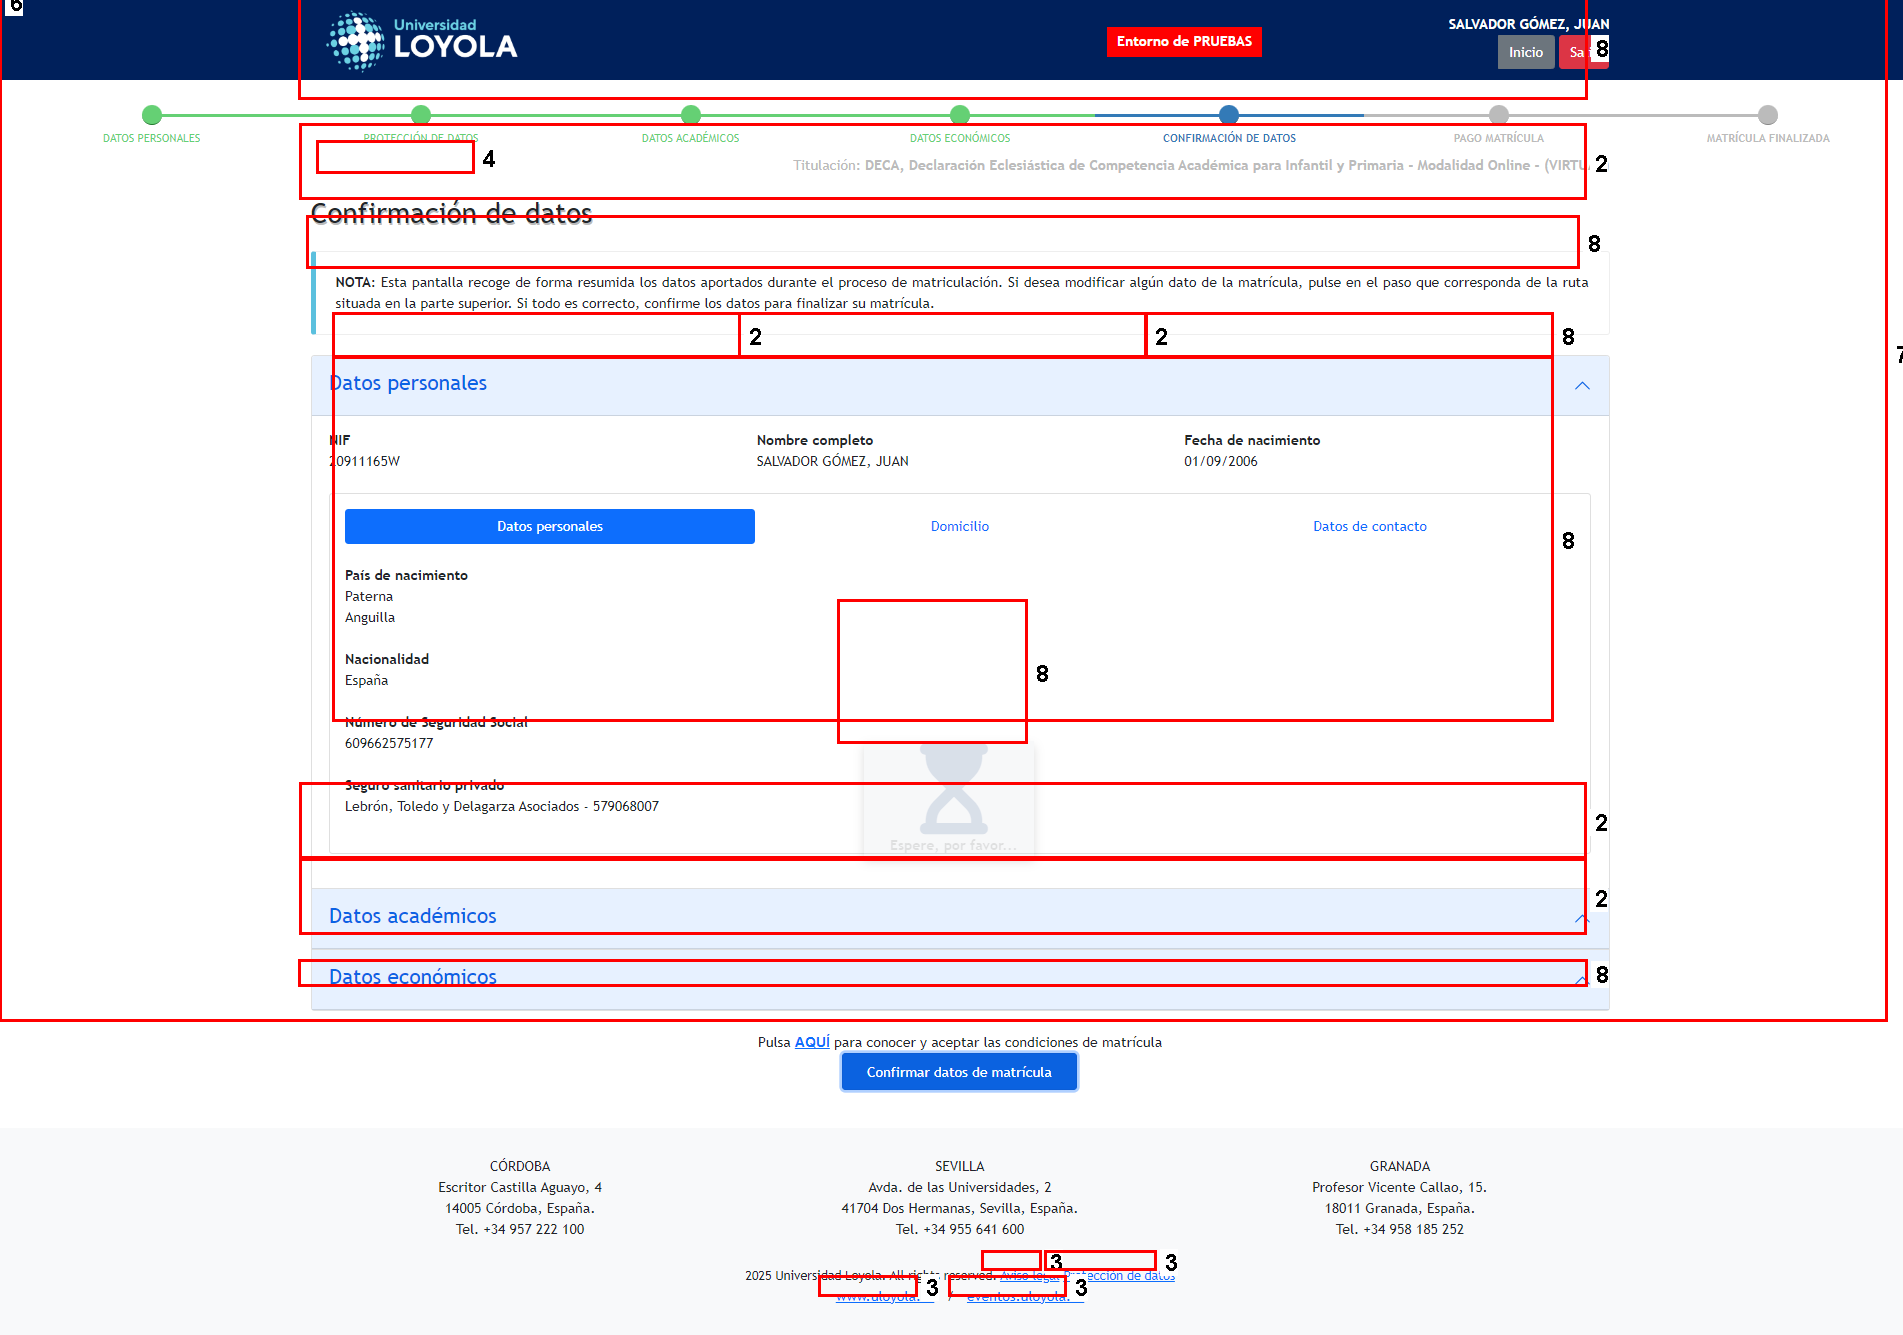 6
Universidad
LOYOLA
Entorno de PRUEBAS
SALVADOR GÓMEZ, JUAN
Inicio
8
DATOS PERSONALES
PROTECCIÓN DE DATOS
DATOS ACADÉMICOS
DATOS ECONÓMICOS
CONFIRMACIÓN DE DATOS
PAGO MATRÍCULA
MATRÍCULA FINALIZADA
4
Titulación: DECA, Declaración Eclesiástica de Competencia Académica para Infantil y Primaria - Modalidad Online -
2
Confirmación de datos
8
NOTA: Esta pantalla recoge de forma resumida los datos aportados durante el proceso de matriculación. Si desea modificar algún dato de la matrícula, pulse en el paso que corresponda de la ruta
situada en la parte superior. Si todo es correcto, confirme los datos para finalizar su matrícula.
2
2
8
7
Datos personales
NIF
20911165W
Nombre completo
SALVADOR GÓMEZ, JUAN
Fecha de nacimiento
01/09/2006
Datos personales
Domicilio
Datos de contacto
8
País de nacimiento
Paterna
Anguilla
Nacionalidad
España
8
Número de Seguridad Social
609662575177
Seguro sanitario privado
Lebrón, Toledo y Delagarza Asociados - 579068007
2
Espere, por favor...
Datos académicos
2
Datos económicos
8
Pulsa AQUÍ para conocer y aceptar las condiciones de matrícula
Confirmar datos de matrícula
CÓRDOBA
Escritor Castilla Aguayo, 4
14005 Córdoba, España.
Tel. +34 957 222 100
SEVILLA
Avda. de las Universidades, 2
41704 Dos Hermanas, Sevilla, España.
Tel. +34 955 641 600
GRANADA
Profesor Vicente Callao, 15.
18011 Granada, España.
Tel. +34 958 185 252
3
3
2025 Universidad Loyola. All rights reserved. Aviso legal Protección de datos
3
3
www.uloyola. / eventos.uloyola.